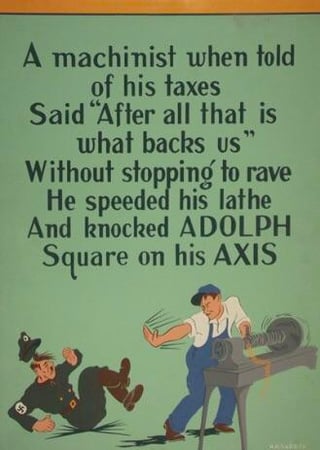 A machinist when told
of his taxes
Said "After all that is
what backs us"
Without stopping to rave
He speeded his lathe
And knocked ADOLPH
Square on his AXIS